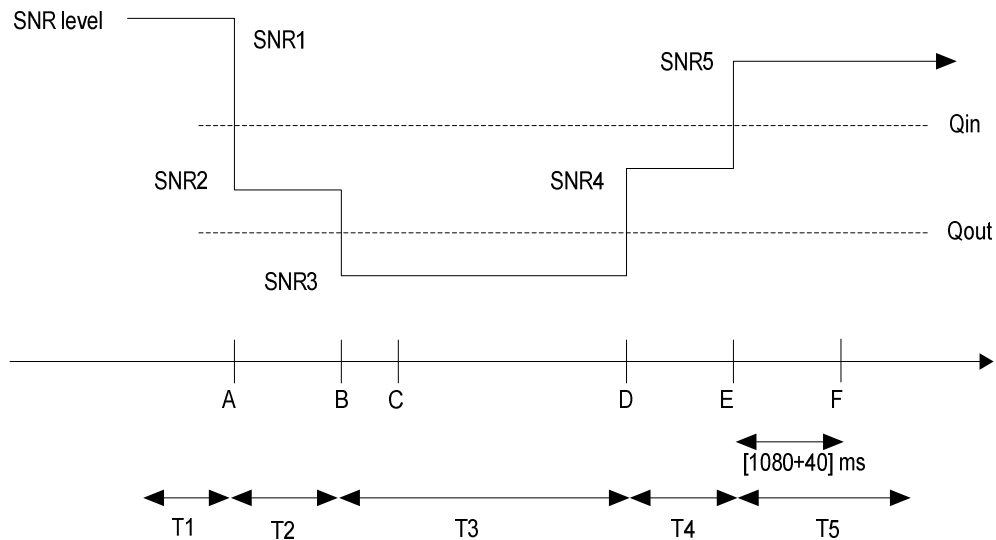 SNR level
SNR1
SNR5
Qin
SNR2
SNR4
Qout
SNR3
A B C D E F
[1080+40] ms
T1 T2 T3 T4 T5